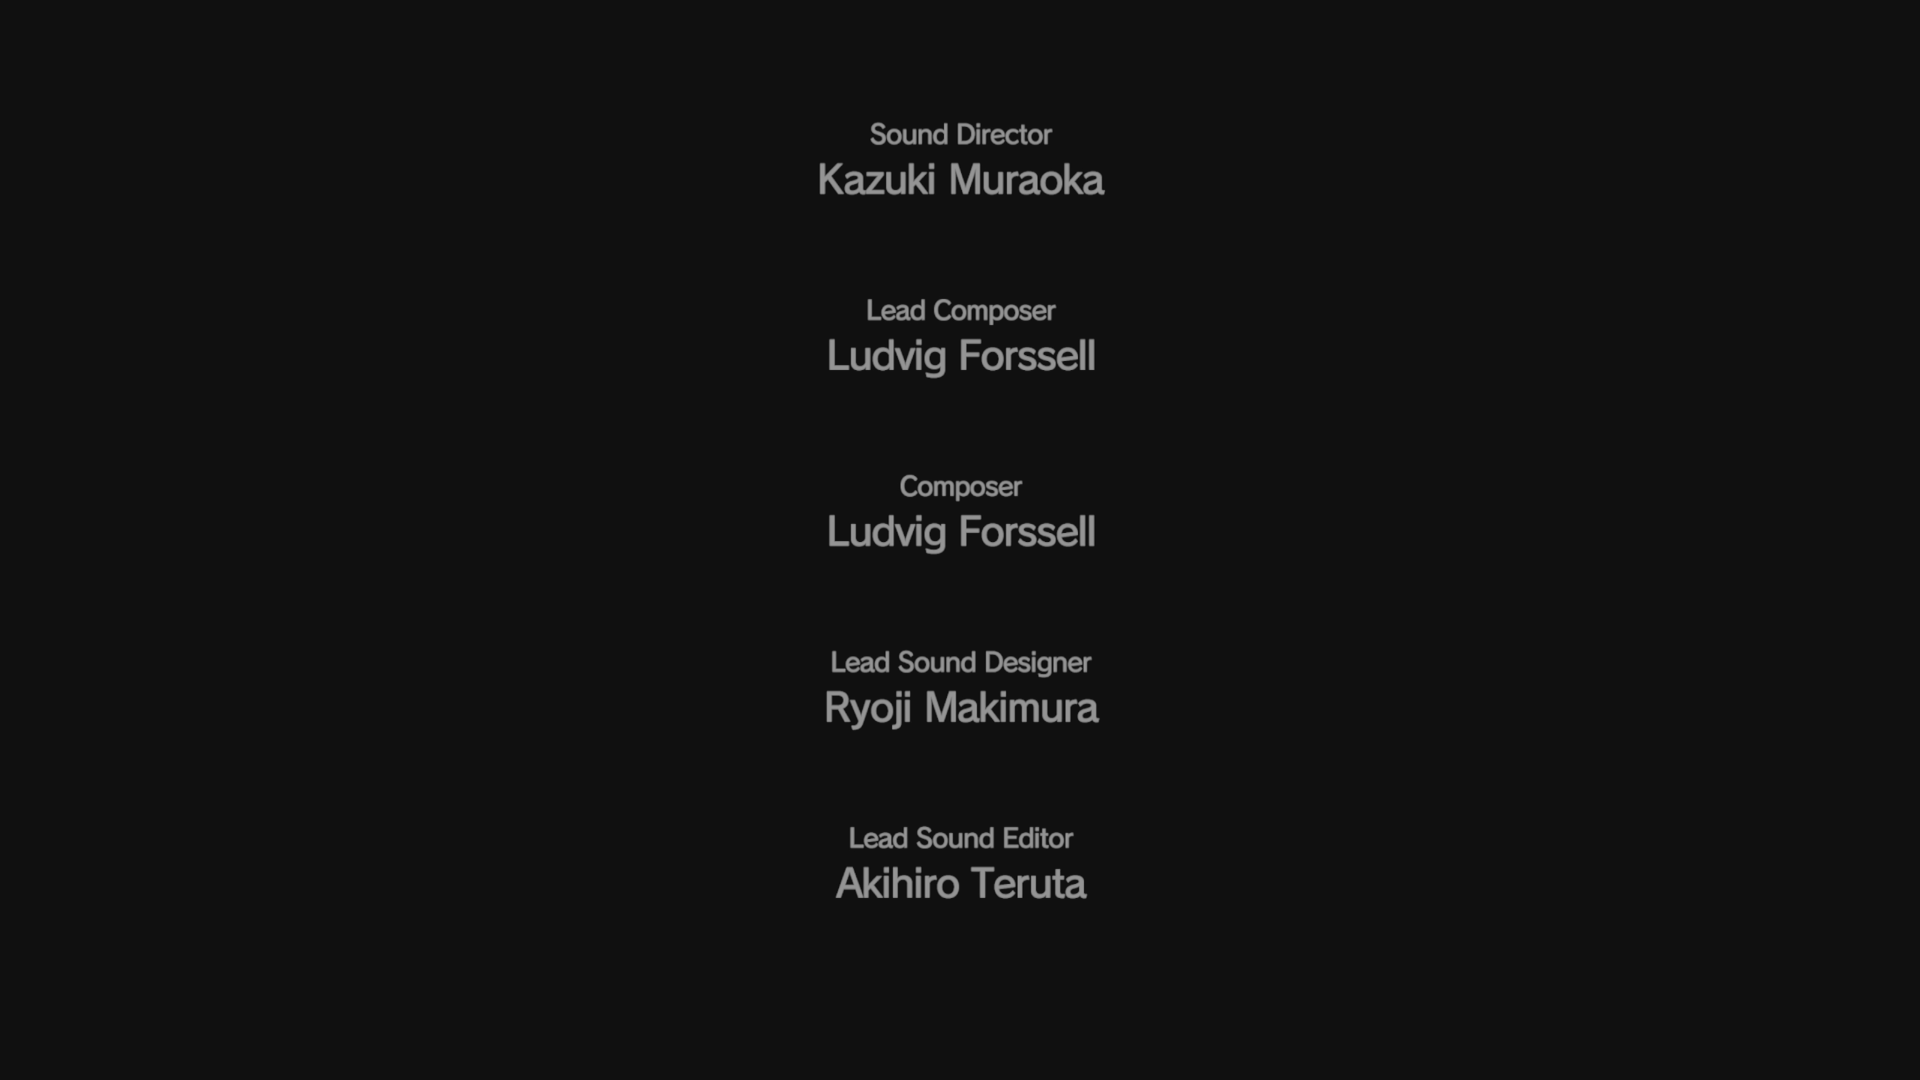 Sound Director
Kazuki Muraoka
Lead Composer
Ludvig Forssell
Composer
Ludvig Forssell
Lead Sound Designer
Ryoji Makimura
Lead Sound Editor
Akihiro Teruta